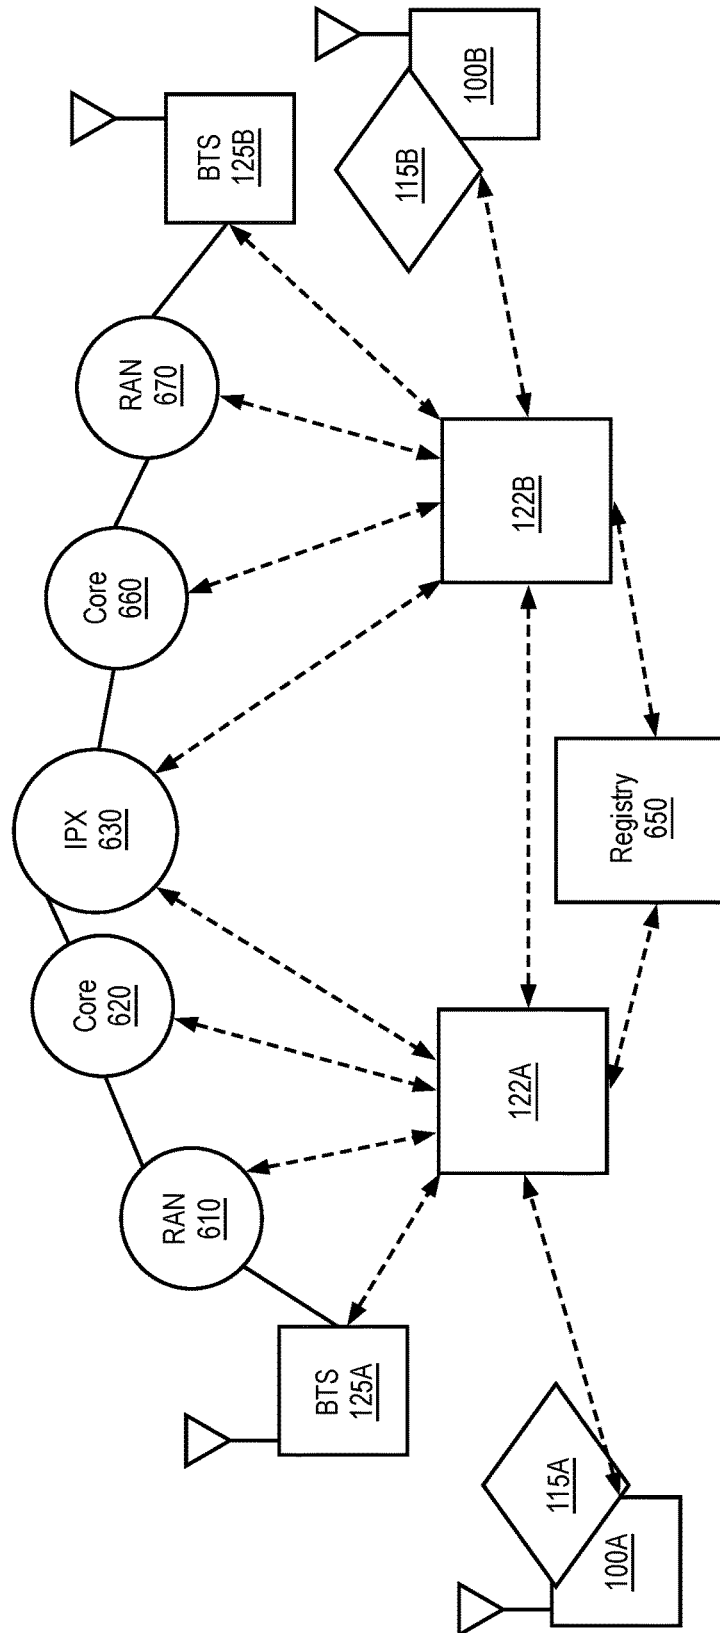 BTS
125A
RAN
610
Core
620
IPX
630
Core
660
RAN
670
BTS
125B
100A
115A
122A
Registry
650
122B
115B
100B